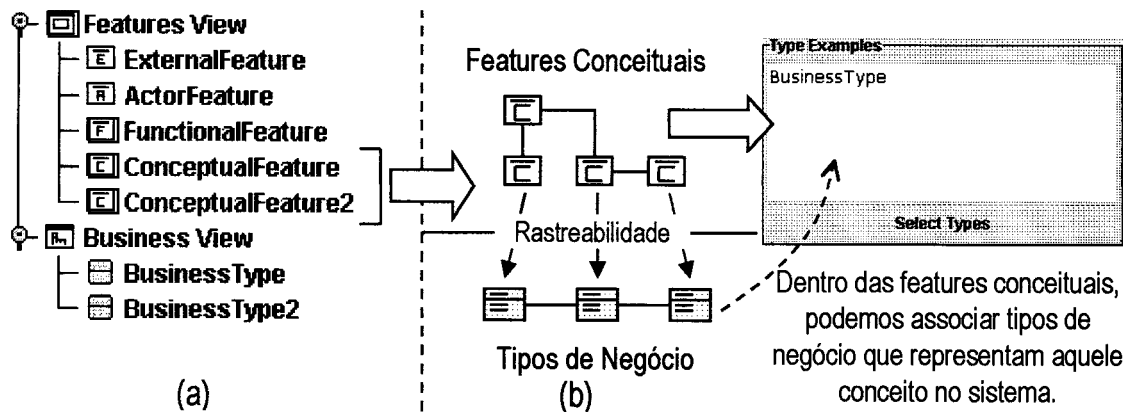 Features View
E ExternalFeature
A ActorFeature
F FunctionalFeature
C ConceptualFeature
C ConceptualFeature2
Business View
BusinessType
BusinessType2
(a)
Features Conceituais
C
C C C
Rastreabilidade
Tipos de Negócio
(b)
Type Examples
BusinessType
Select Types
Dentro das features conceituais,
podemos associar tipos de
negócio que representam aquele
conceito no sistema.